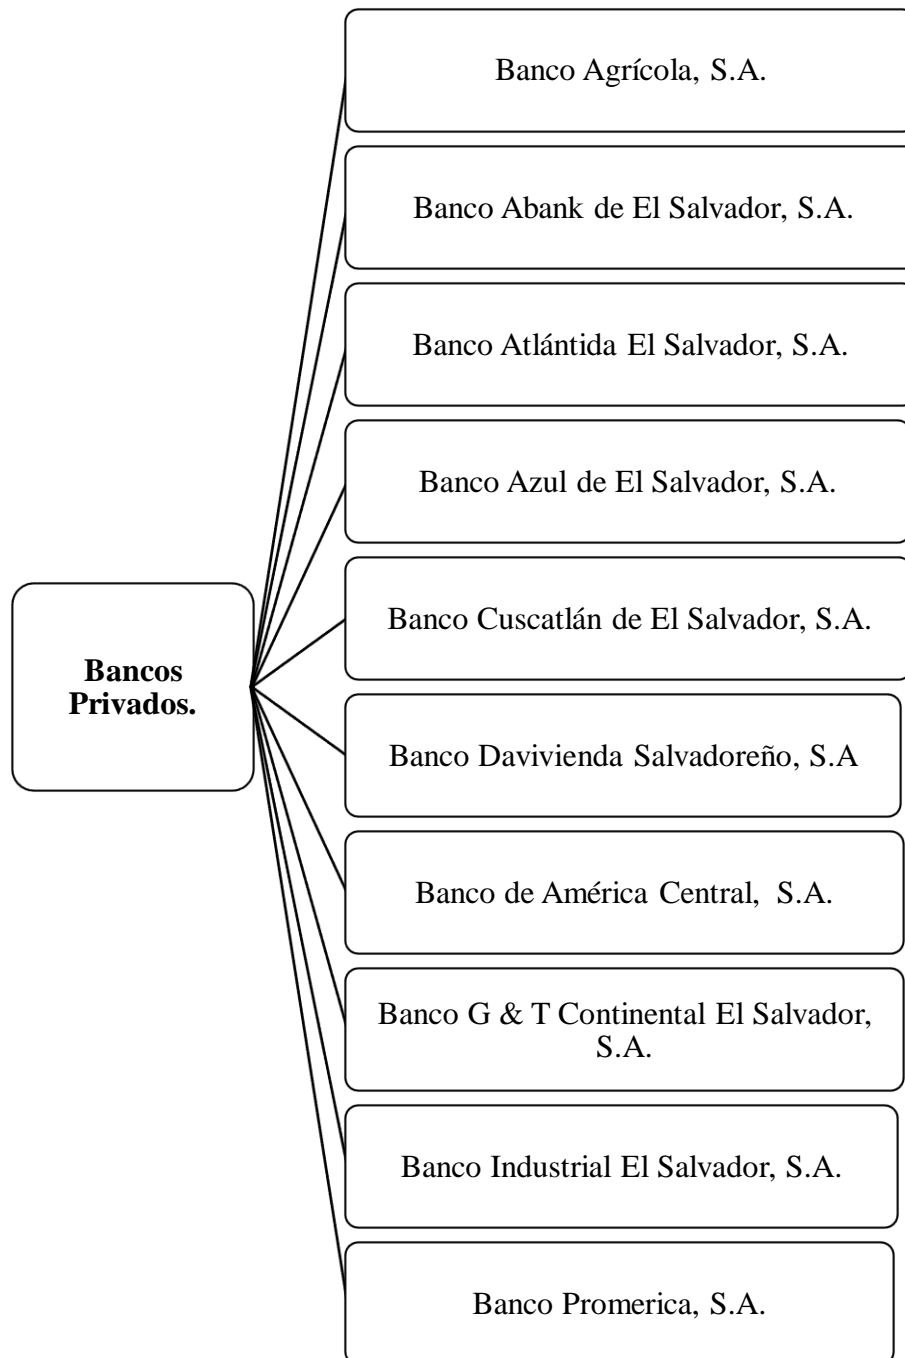 Banco Agrícola, S.A.
Banco Abank de El Salvador, S.A.
Banco Atlántida El Salvador, S.A.
Banco Azul de El Salvador, S.A.
Banco Cuscatlán de El Salvador, S.A.
Bancos
Privados.
Banco Davivienda Salvadoreño, S.A
Banco de América Central, S.A.
Banco G & T Continental El Salvador,
S.A.
Banco Industrial El Salvador, S.A.
Banco Promerica, S.A.